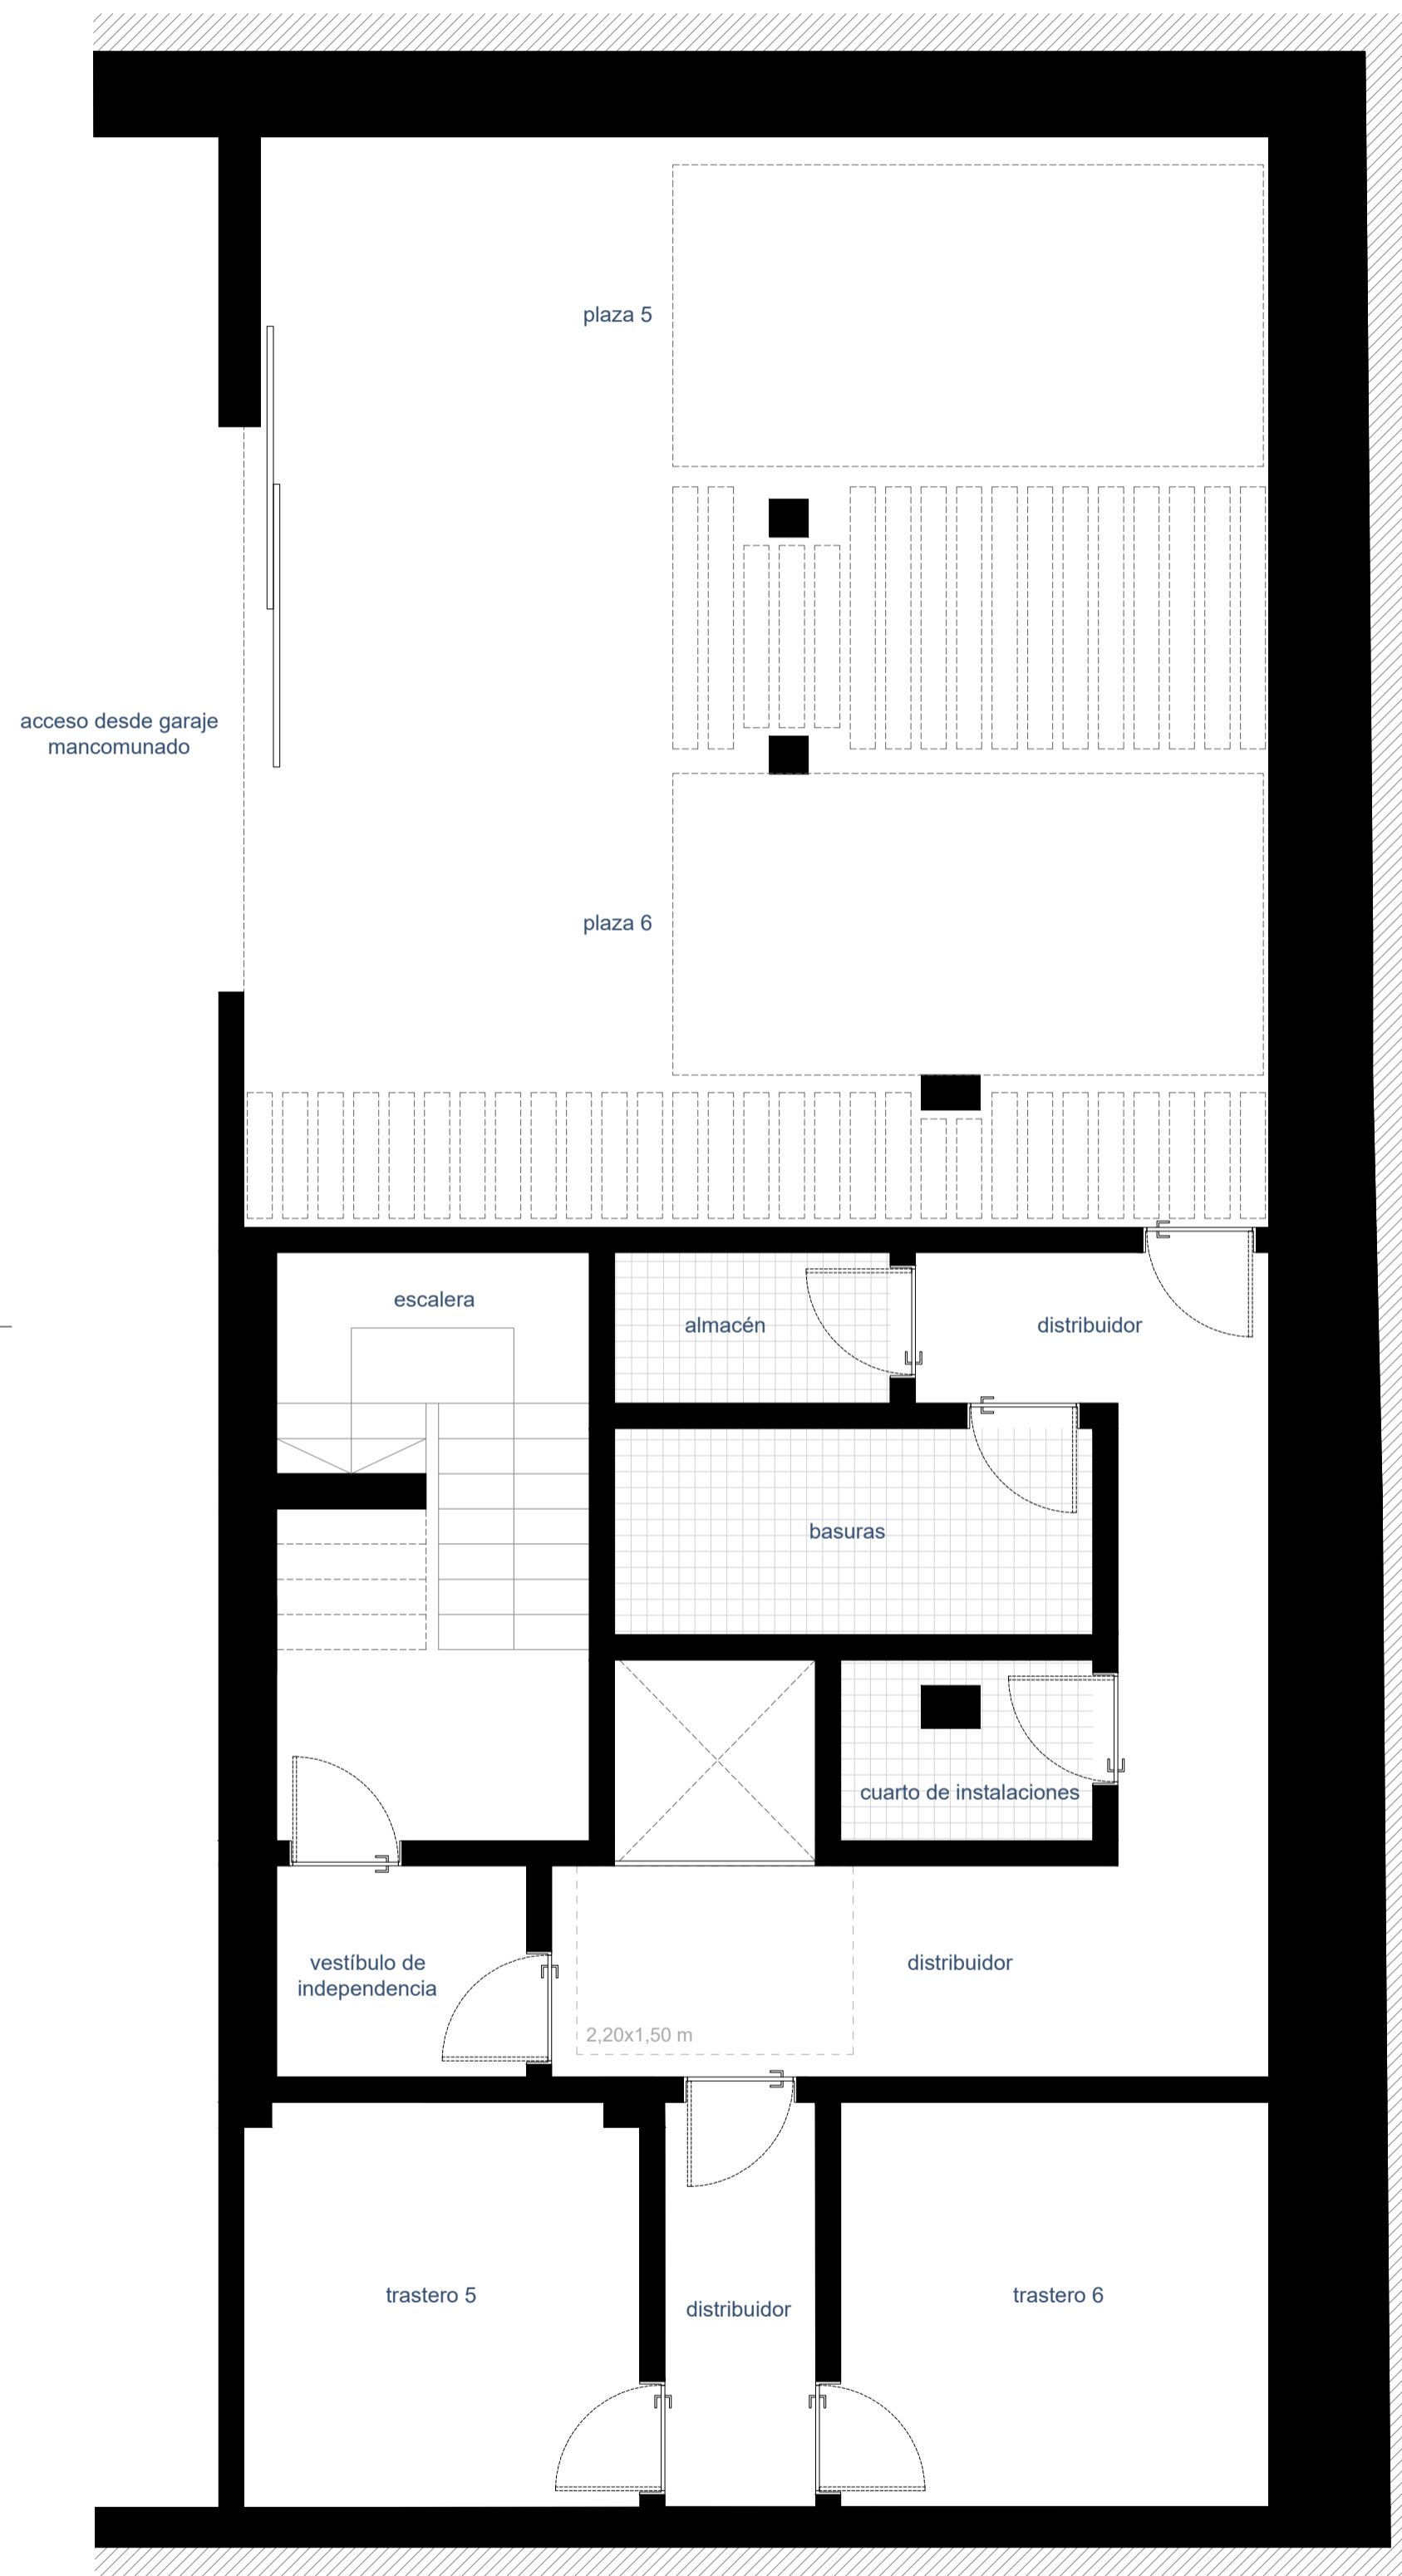 plaza 5
acceso desde garaje
mancomunado
plaza 6
escalera
almacén
distribuidor
basuras
cuarto de instalaciones
vestíbulo de
independencia
distribuidor
2,20x1,50 m
trastero 5
distribuidor
trastero 6